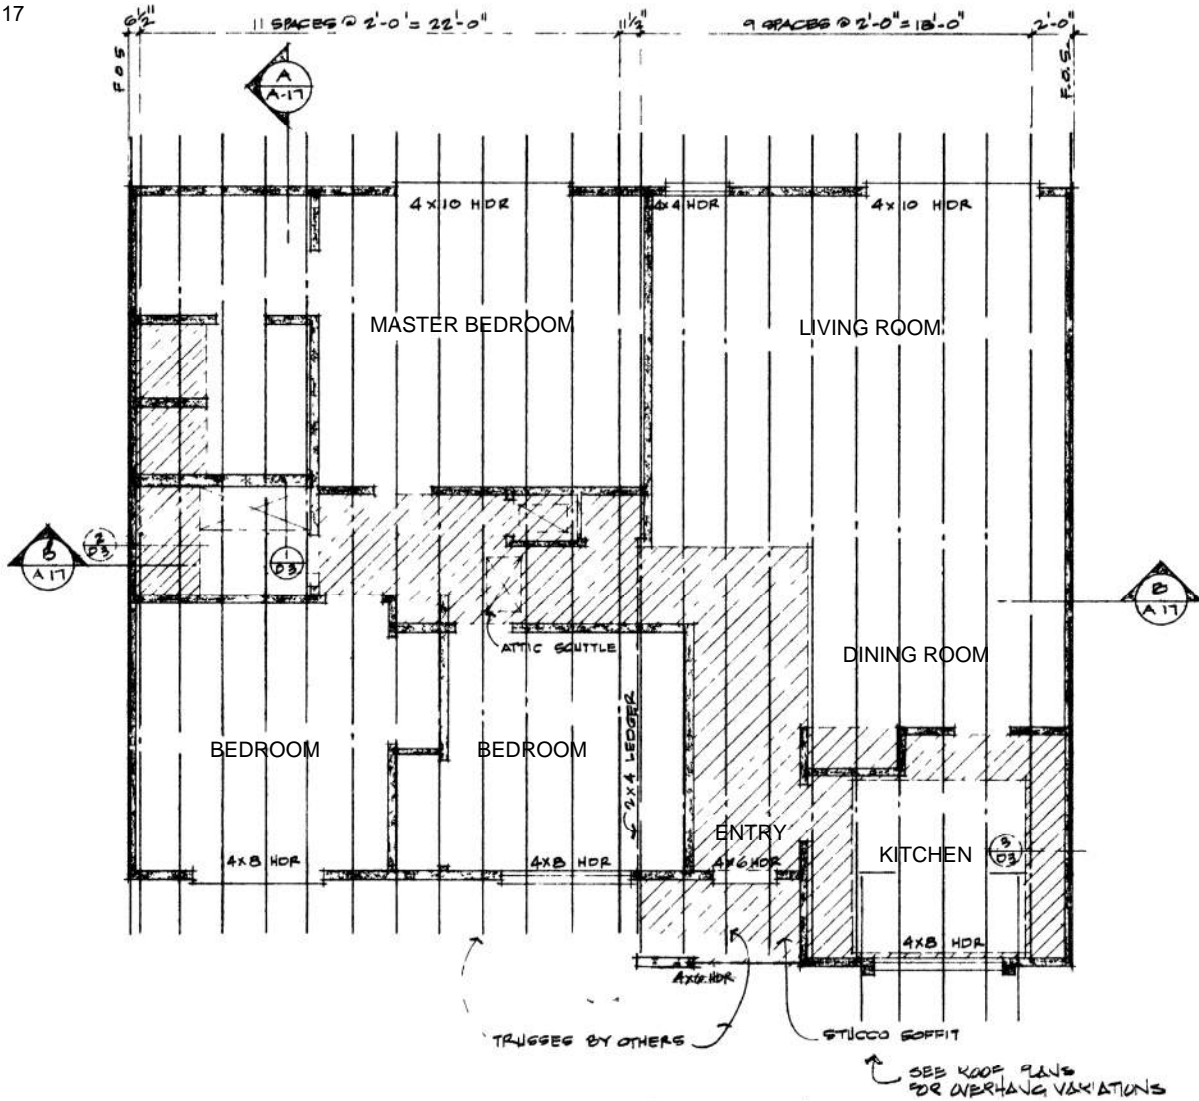 17
6½" 11 SPACES @ 2'-0" = 22'-0" 11½" 9 SPACES @ 2'-0" = 18'-0" 2'-0"
F.O.S
F.O.S.
A
A-17
4x10 HDR 4x4 HDR 4x10 HDR
MASTER BEDROOM LIVING ROOM
2
D3
B
A 17
1
D3
B
A 17
ATTIC SCUTTLE
DINING ROOM
2x4 LEDGER
BEDROOM BEDROOM
ENTRY
KITCHEN
3
D3
4x8 HDR 4x8 HDR 4x6 HDR
4x8 HDR
4x6 HDR
TRUSSES BY OTHERS
STUCCO SOFFIT
SEE ROOF PLANS
FOR OVERHANG VARIATIONS